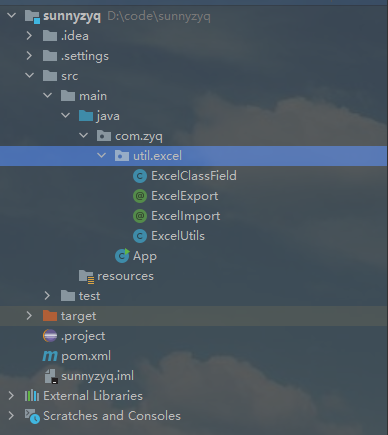 sunnyzyq D:\code\sunnyzyq
.idea
.settings
src
main
java
com.zyq
util.excel
ExcelClassField
ExcelExport
ExcelImport
ExcelUtils
App
resources
test
target
.project
pom.xml
sunnyzyq.iml
External Libraries
Scratches and Consoles